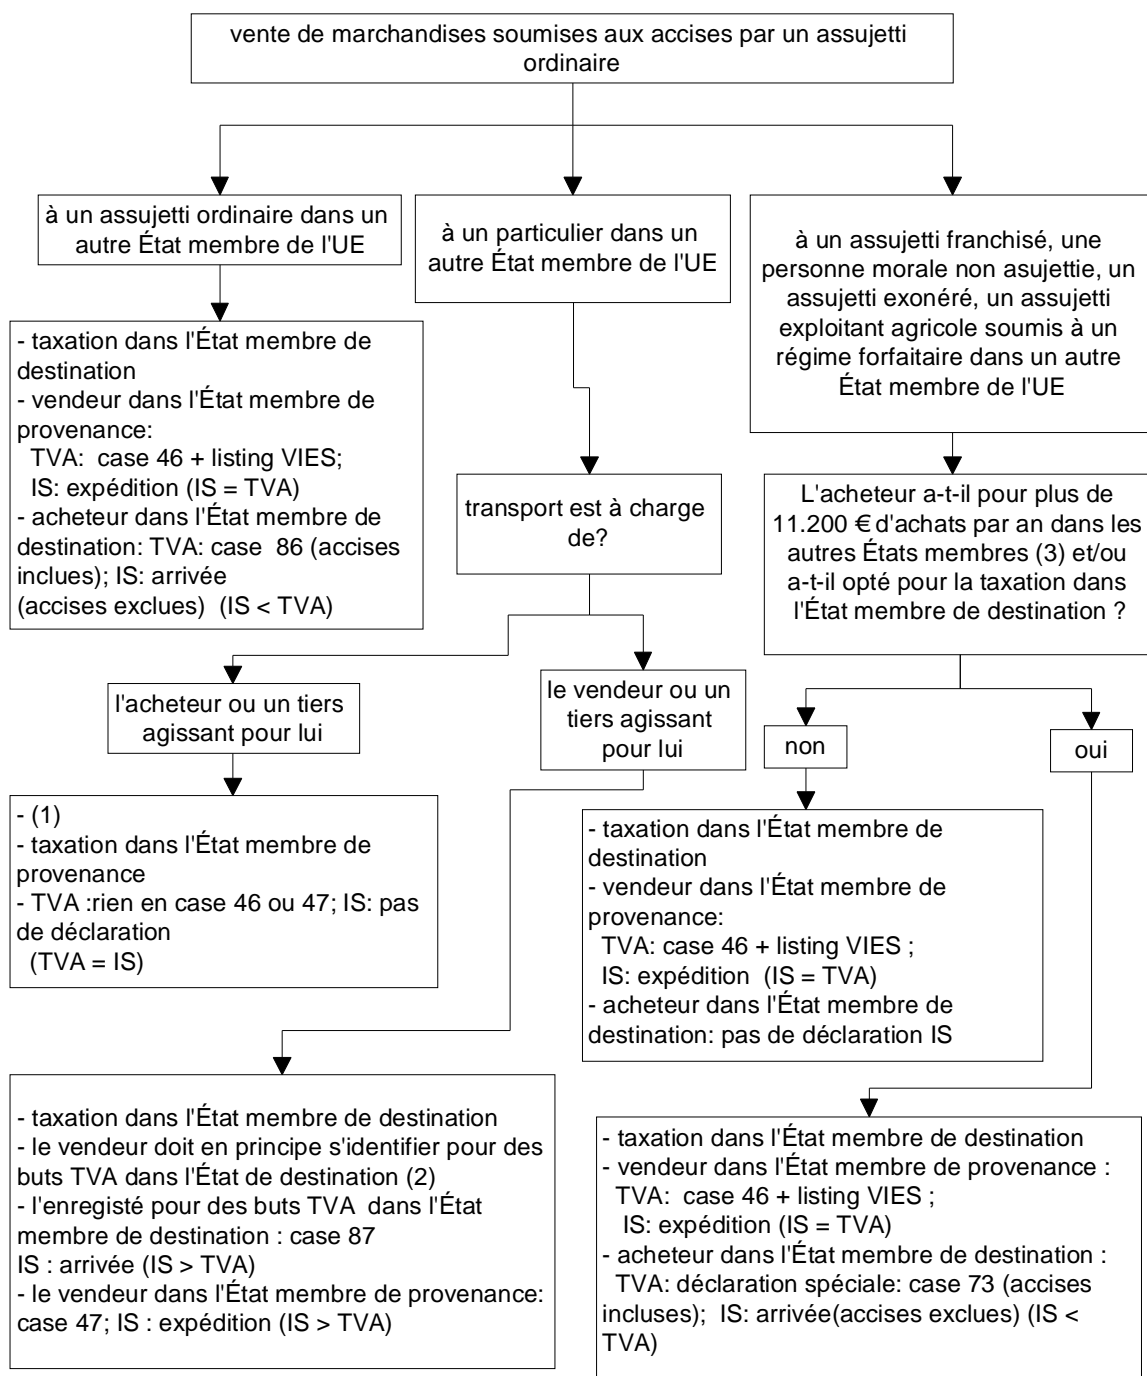 vente de marchandises soumises aux accises par un assujetti
ordinaire
à un assujetti ordinaire dans un
autre État membre de l'UE
à un particulier dans un
autre État membre de l'UE
à un assujetti franchisé, une
personne morale non asujettie, un
assujetti exonéré, un assujetti
exploitant agricole soumis à un
régime forfaitaire dans un autre
État membre de l'UE
- taxation dans l'État membre de
destination
- vendeur dans l'État membre de
provenance:
TVA: case 46 + listing VIES;
IS: expédition (IS = TVA)
- acheteur dans l'État membre de
destination: TVA: case 86 (accises
inclues); IS: arrivée
(accises exclues) (IS < TVA)
transport est à charge
de?
L'acheteur a-t-il pour plus de
11.200 € d'achats par an dans les
autres États membres (3) et/ou
a-t-il opté pour la taxation dans
l'État membre de destination ?
l'acheteur ou un tiers
agissant pour lui
le vendeur ou un
tiers agissant
pour lui
non
oui
- (1)
- taxation dans l'État membre de
provenance
- TVA :rien en case 46 ou 47; IS: pas
de déclaration
(TVA = IS)
- taxation dans l'État membre de
destination
- vendeur dans l'État membre de
provenance:
TVA: case 46 + listing VIES ;
IS: expédition (IS = TVA)
- acheteur dans l'État membre de
destination: pas de déclaration IS
- taxation dans l'État membre de destination
- le vendeur doit en principe s'identifier pour des
buts TVA dans l'État de destination (2)
- l'enregisté pour des buts TVA dans l'État
membre de destination : case 87
IS : arrivée (IS > TVA)
- le vendeur dans l'État membre de provenance:
case 47; IS : expédition (IS > TVA)
- taxation dans l'État membre de destination
- vendeur dans l'État membre de provenance :
TVA: case 46 + listing VIES ;
IS: expédition (IS = TVA)
- acheteur dans l'État membre de destination :
TVA: déclaration spéciale: case 73 (accises
incluses); IS: arrivée(accises exclues) (IS <
TVA)